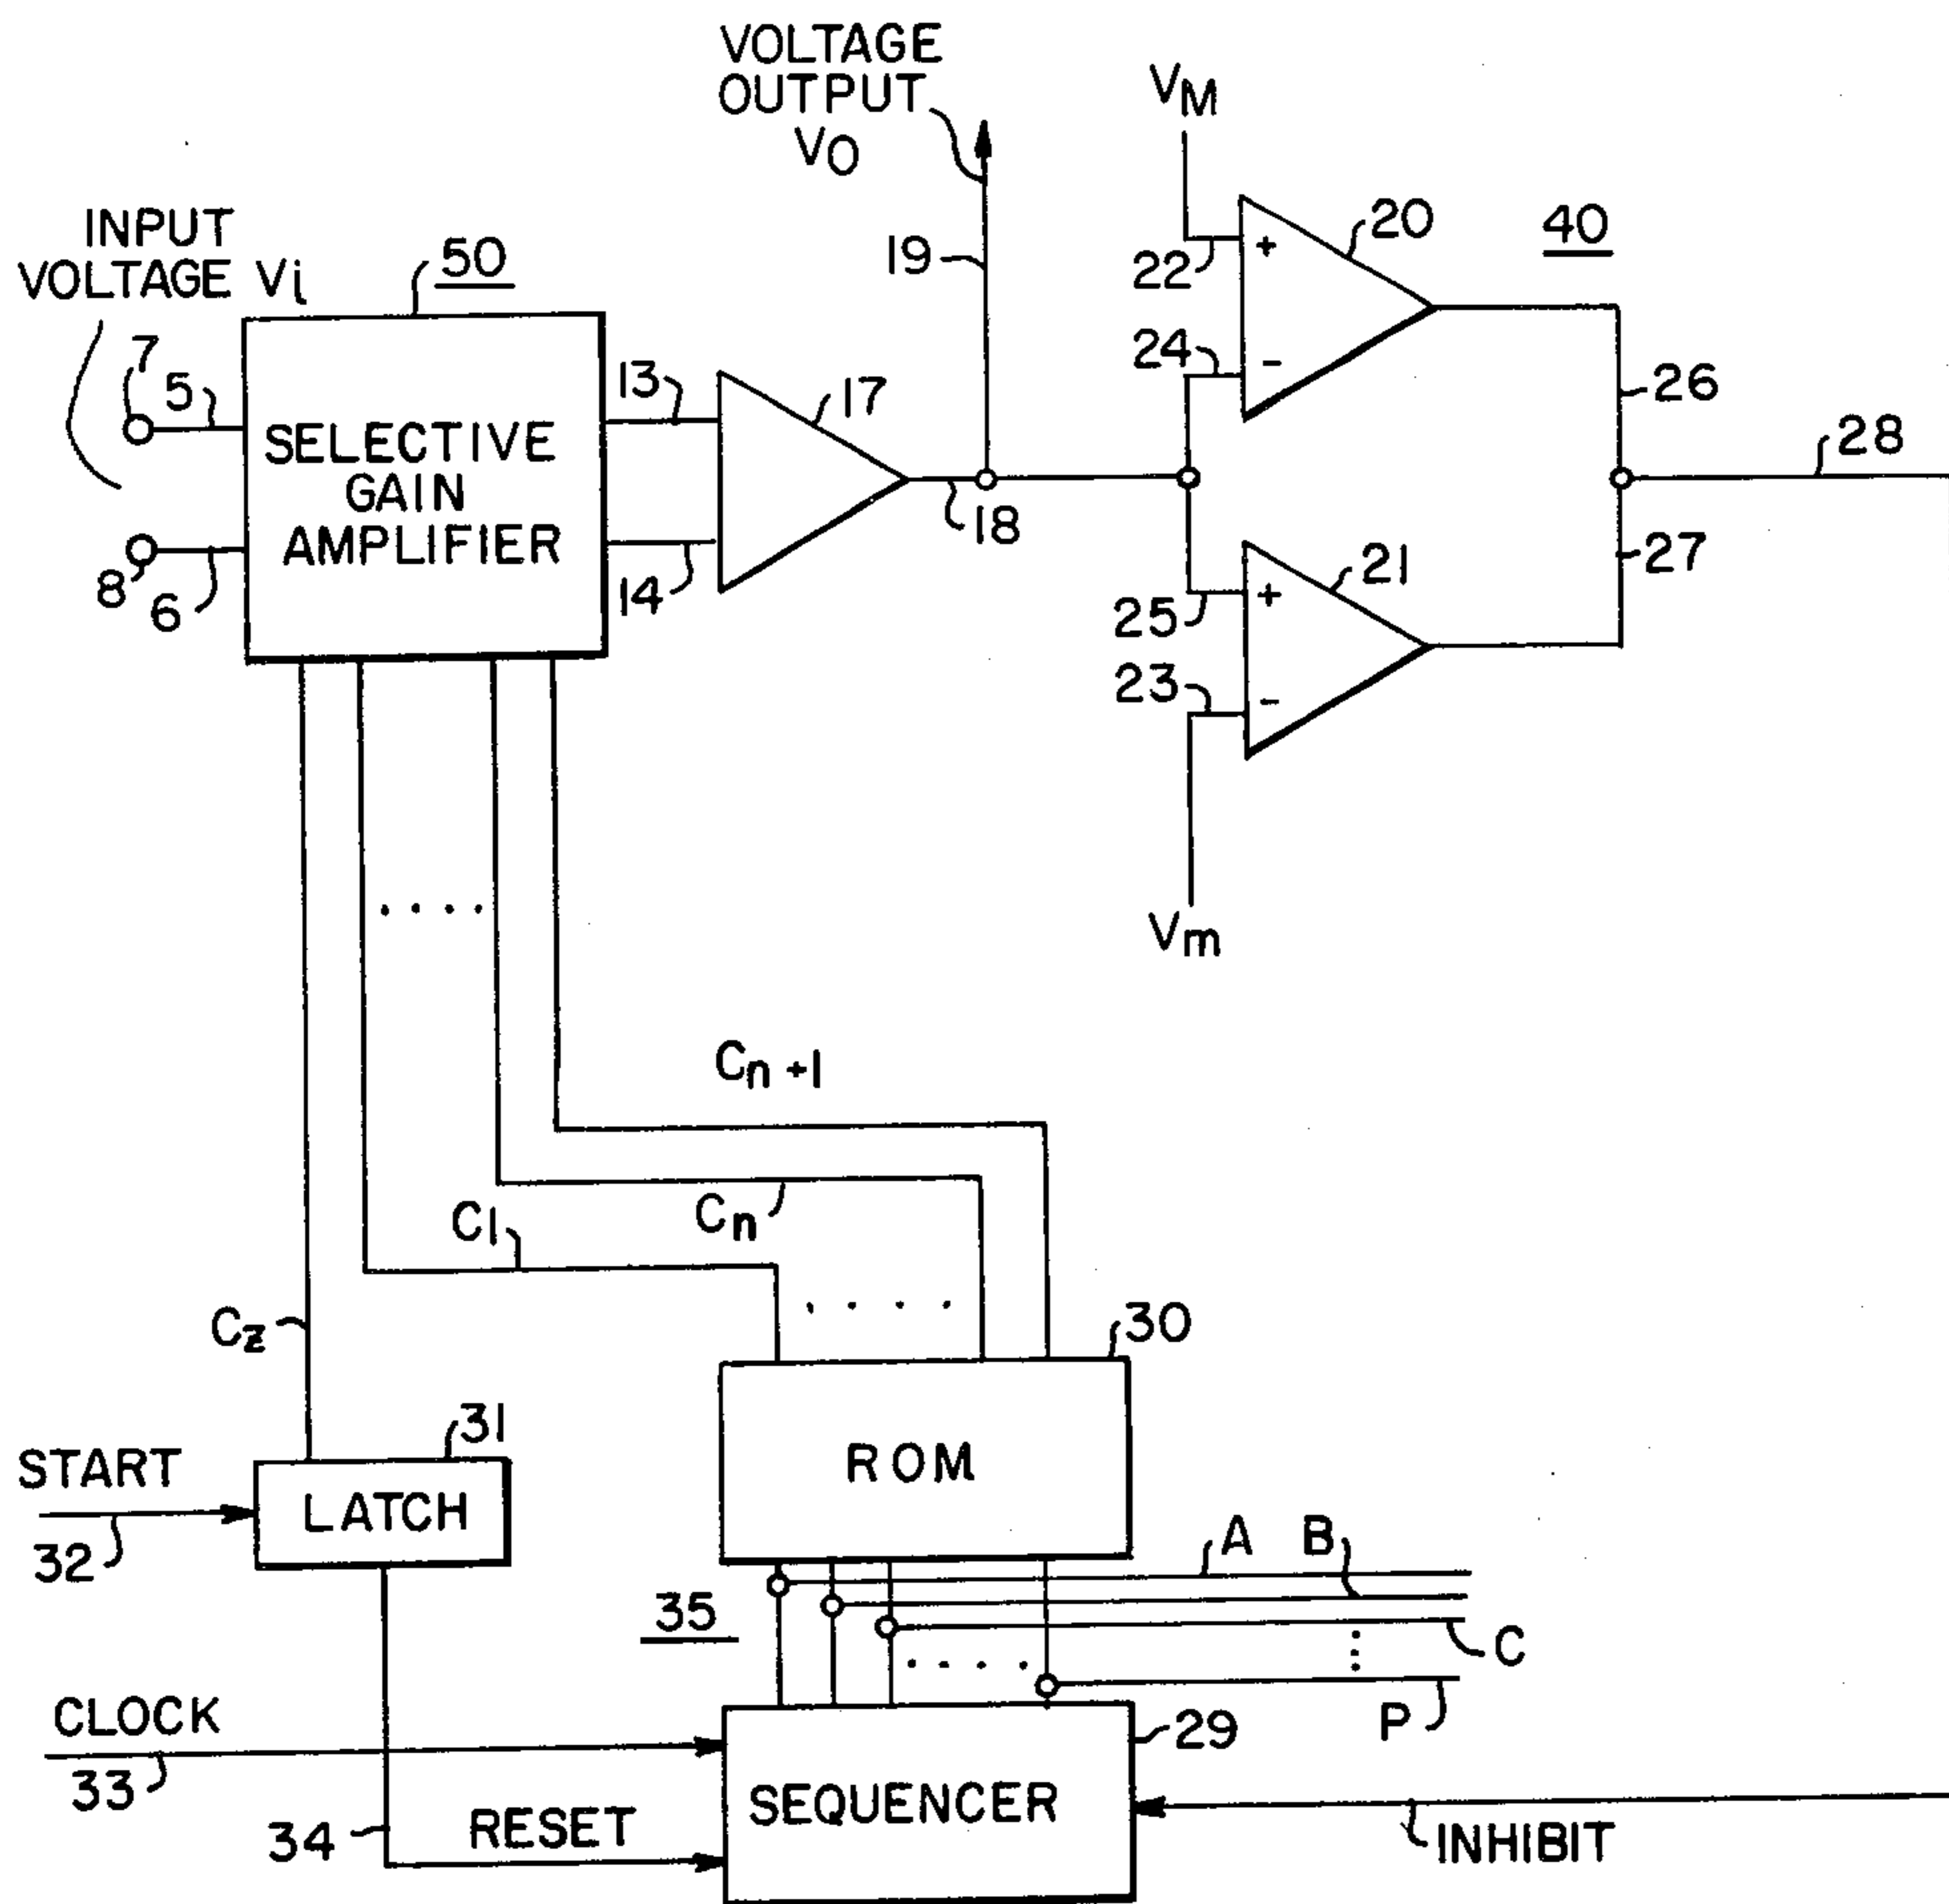 VOLTAGE
OUTPUT
VO
VM
INPUT
VOLTAGE Vi
50
20
40
19
22
+
7
5
13
17
24
-
26
28
SELECTIVE
GAIN
AMPLIFIER
18
27
8
6
14
21
25
+
23
-
Vm
Cn+1
Cn
C1
Cz
30
31
START
32
LATCH
ROM
A
B
35
C
CLOCK
33
P
29
SEQUENCER
34
RESET
INHIBIT